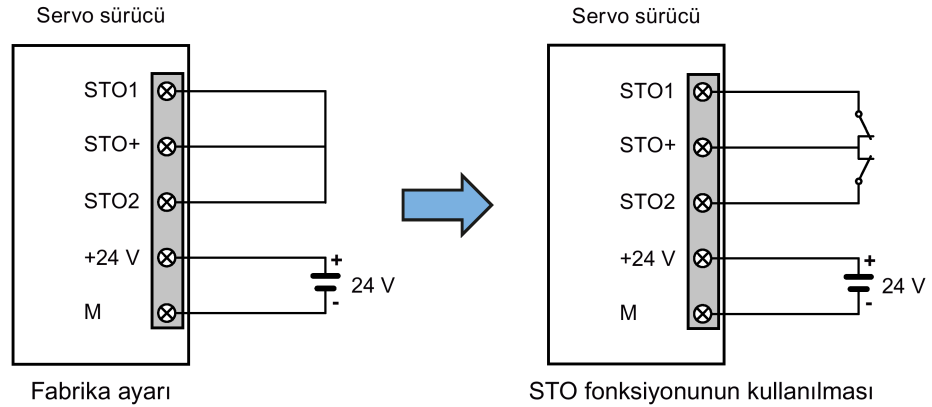 Servo sürücü
STO1
STO+
STO2
+24 V
M
+
-
24 V
Fabrika ayarı
Servo sürücü
STO1
STO+
STO2
+24 V
M
+
-
24 V
STO fonksiyonunun kullanılması